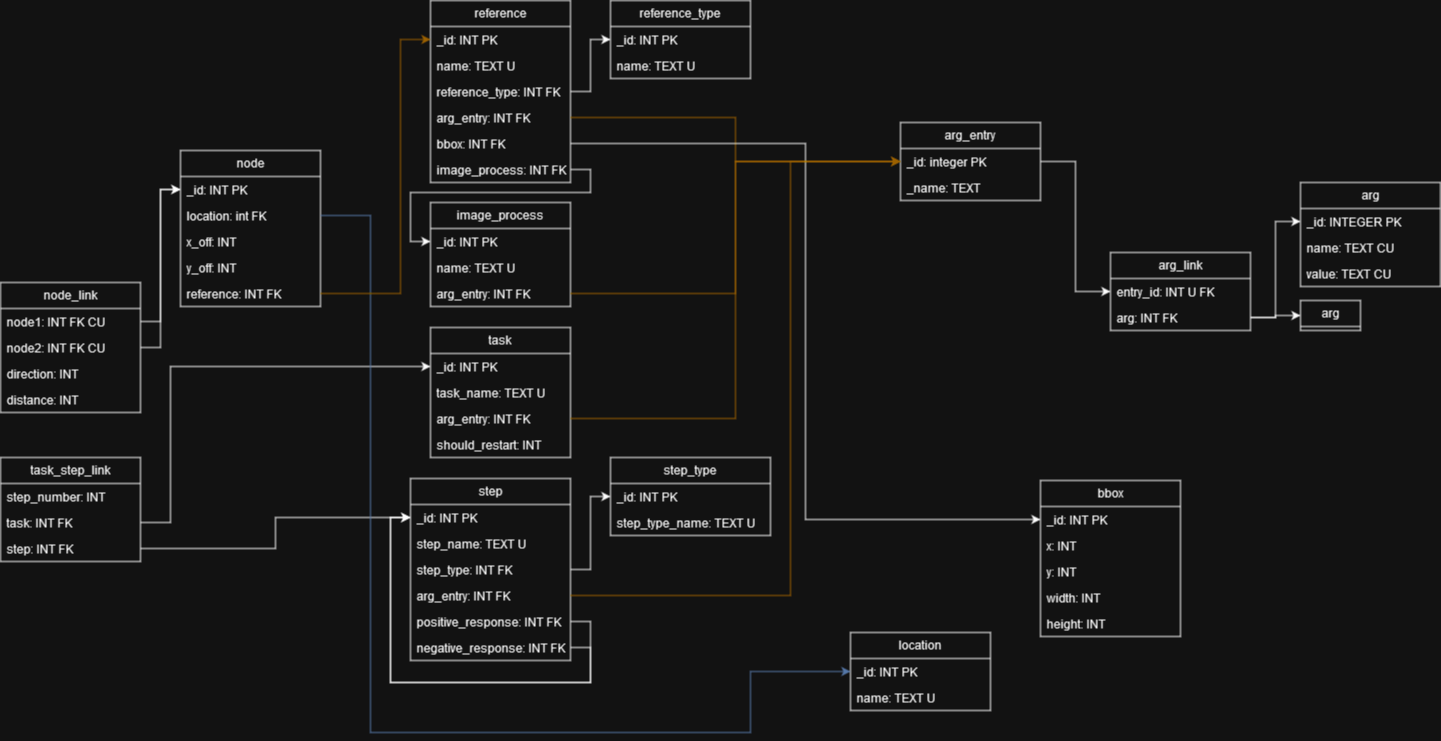 reference
_id: INT PK
name: TEXT U
reference_type: INT FK
arg_entry: INT FK
bbox: INT FK
image_process: INT FK
reference_type
_id: INT PK
name: TEXT U
arg_entry
_id: integer PK
_name: TEXT
node
_id: INT PK
location: int FK
x_off: INT
y_off: INT
reference: INT FK
arg
_id: INTEGER PK
name: TEXT CU
value: TEXT CU
image_process
_id: INT PK
name: TEXT U
arg_entry: INT FK
arg_link
entry_id: INT U FK
arg: INT FK
arg
node_link
node1: INT FK CU
node2: INT FK CU
direction: INT
distance: INT
task
_id: INT PK
task_name: TEXT U
arg_entry: INT FK
should_restart: INT
task_step_link
step_number: INT
task: INT FK
step: INT FK
step
_id: INT PK
step_name: TEXT U
step_type: INT FK
arg_entry: INT FK
positive_response: INT FK
negative_response: INT FK
step_type
_id: INT PK
step_type_name: TEXT U
bbox
_id: INT PK
x: INT
y: INT
width: INT
height: INT
location
_id: INT PK
name: TEXT U